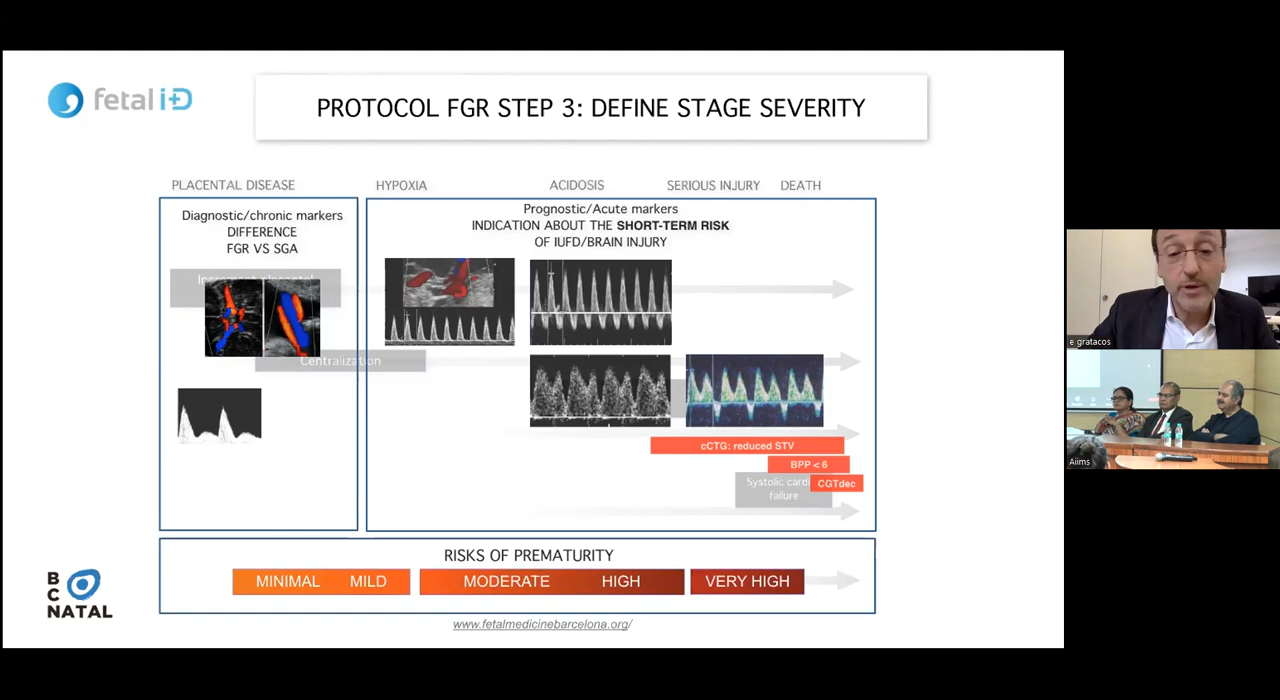 fetal i+D
PROTOCOL FGR STEP 3: DEFINE STAGE SEVERITY
PLACENTAL DISEASE
HYPOXIA
ACIDOSIS
SERIOUS INJURY
DEATH
Diagnostic/chronic markers
DIFFERENCE
FGR VS SGA
Prognostic/Acute markers
INDICATION ABOUT THE SHORT-TERM RISK
OF IUFD/BRAIN INJURY
Centralization
cCTG: reduced STV
BPP < 6
Systolic
failure
CGTdec
RISKS OF PREMATURITY
MINIMAL
MILD
MODERATE
HIGH
VERY HIGH
BCNATAL
www.fetalmedicinebarcelona.org/
e gratacos
Aiims